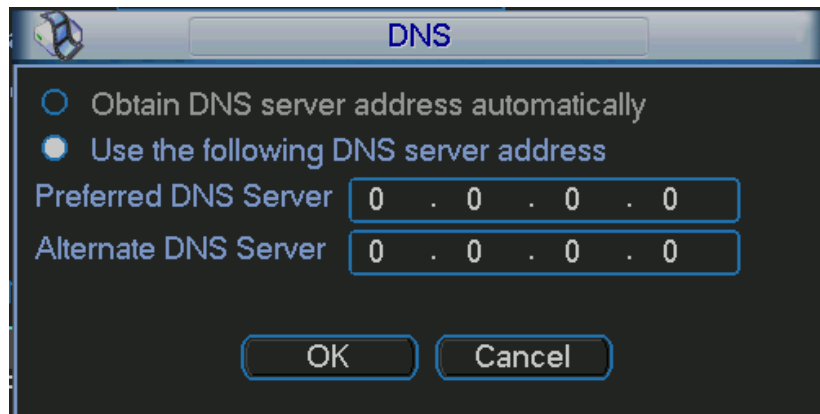 DNS
Obtain DNS server address automatically
Use the following DNS server address
Preferred DNS Server 0 . 0 . 0 . 0
Alternate DNS Server 0 . 0 . 0 . 0
OK Cancel